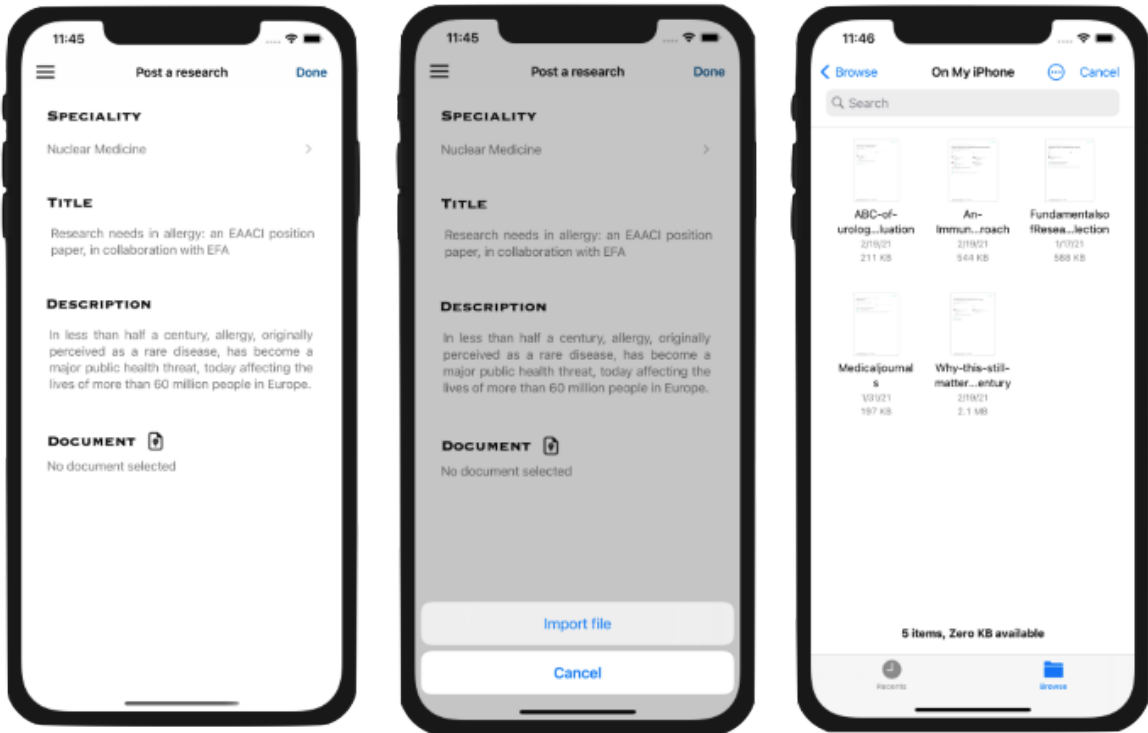 11:45
Post a research
Done
SPECIALITY
Nuclear Medicine
TITLE
Research needs in allergy: an EAACI position
paper, in collaboration with EFA
DESCRIPTION
In less than half a century, allergy, originally
perceived as a rare disease, has become a
major public health threat, today affecting the
lives of more than 60 million people in Europe.
DOCUMENT
No document selected
11:45
Post a research
Done
SPECIALITY
Nuclear Medicine
TITLE
Research needs in allergy: an EAACI position
paper, in collaboration with EFA
DESCRIPTION
In less than half a century, allergy, originally
perceived as a rare disease, has become a
major public health threat, today affecting the
lives of more than 60 million people in Europe.
DOCUMENT
No document selected
Import file
Cancel
11:46
Browse
On My iPhone
Cancel
Search
ABC-of-
urolog...luation
2/19/21
211 KB
An-
Immun...roach
2/19/21
544 KB
Fundamentalso
fResea...lection
1/17/21
588 KB
Medicaljournal
s
1/31/21
197 KB
Why-this-still-
matter...entury
2/19/21
2.1 MB
5 items, Zero KB available
Recents
Browse